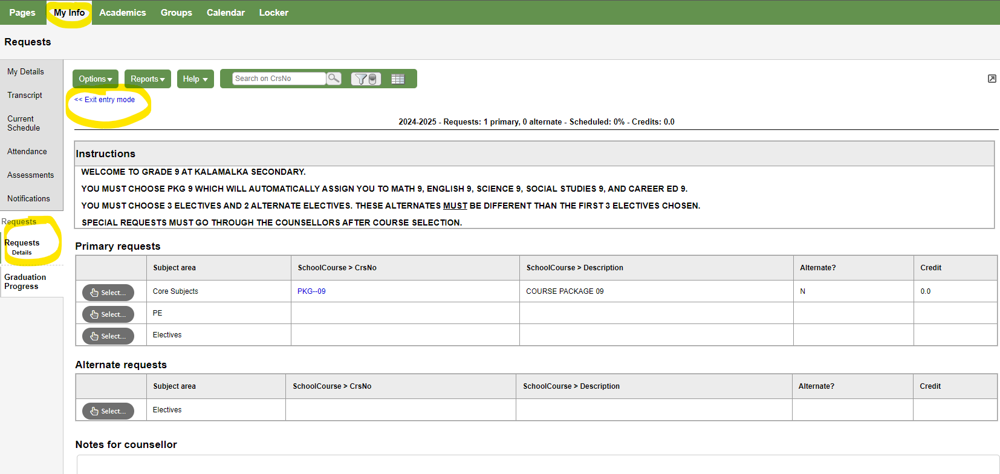 Pages My Info Academics Groups Calendar Locker
Requests
My Details
Transcript
Current
Schedule
Attendance
Assessments
Notifications
Requests
Requests
Details
Graduation
Progress
Options Reports Help Search on CrsNo
<< Exit entry mode
2024-2025 - Requests: 1 primary, 0 alternate - Scheduled: 0% - Credits: 0.0
Instructions
WELCOME TO GRADE 9 AT KALAMALKA SECONDARY.
YOU MUST CHOOSE PKG 9 WHICH WILL AUTOMATICALLY ASSIGN YOU TO MATH 9, ENGLISH 9, SCIENCE 9, SOCIAL STUDIES 9, AND CAREER ED 9.
YOU MUST CHOOSE 3 ELECTIVES AND 2 ALTERNATE ELECTIVES. THESE ALTERNATES MUST BE DIFFERENT THAN THE FIRST 3 ELECTIVES CHOSEN.
SPECIAL REQUESTS MUST GO THROUGH THE COUNSELLORS AFTER COURSE SELECTION.
Primary requests
Subject area SchoolCourse > CrsNo SchoolCourse > Description Alternate? Credit
Select... Core Subjects PKG--09 COURSE PACKAGE 09 N 0.0
Select... PE
Select... Electives
Alternate requests
Subject area SchoolCourse > CrsNo SchoolCourse > Description Alternate? Credit
Select... Electives
Notes for counsellor